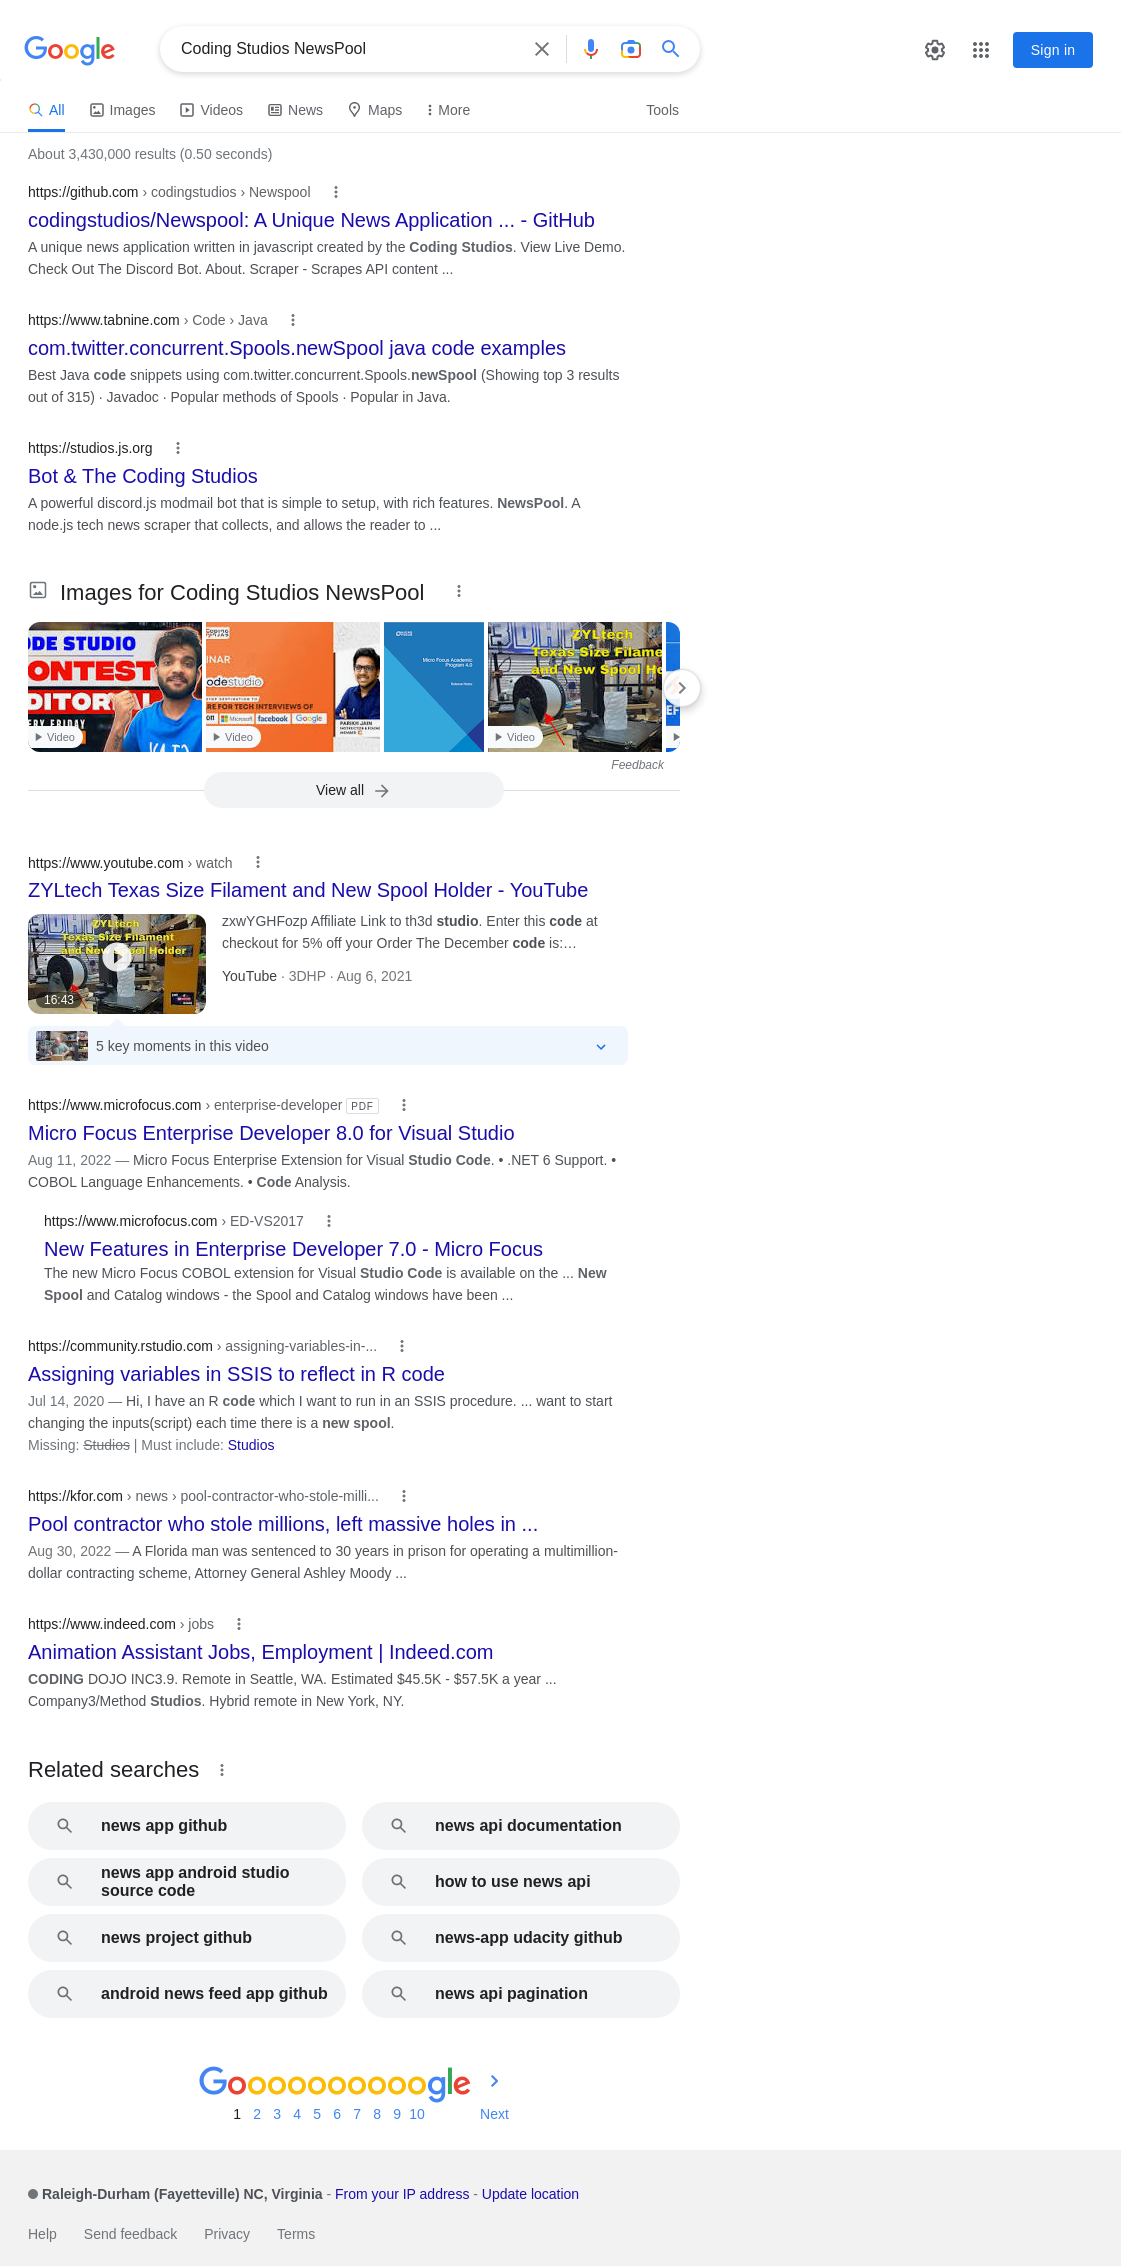 Google
Coding Studios NewsPool
Sign in
All
Images
Videos
News
Maps
More
Tools
About 3,430,000 results (0.50 seconds)
https://github.com › codingstudios › Newspool
codingstudios/Newspool: A Unique News Application ... - GitHub
A unique news application written in javascript created by the Coding Studios. View Live Demo.
Check Out The Discord Bot. About. Scraper - Scrapes API content ...
https://www.tabnine.com › Code › Java
com.twitter.concurrent.Spools.newSpool java code examples
Best Java code snippets using com.twitter.concurrent.Spools.newSpool (Showing top 3 results
out of 315) · Javadoc · Popular methods of Spools · Popular in Java.
https://studios.js.org
Bot & The Coding Studios
A powerful discord.js modmail bot that is simple to setup, with rich features. NewsPool. A
node.js tech news scraper that collects, and allows the reader to ...
Images for Coding Studios NewsPool
ODE STUDIO
ONTEST
DITORIAL
ERY FRIDAY
Video
INAR
odestudio
RE FOR TECH INTERVIEWS OF
Microsoft
facebook
Google
PARIKH JAIN
Video
Micro Focus Academic
Program 4.0
Release Notes
ZYLtech
Texas Size Filame
and New Spool Ho
Video
Feedback
View all
https://www.youtube.com › watch
ZYLtech Texas Size Filament and New Spool Holder - YouTube
ZYLtech
Texas Size Filament
and New Spool Holder
16:43
zxwYGHFozp Affiliate Link to th3d studio. Enter this code at
checkout for 5% off your Order The December code is:…
YouTube · 3DHP · Aug 6, 2021
5 key moments in this video
https://www.microfocus.com › enterprise-developer PDF
Micro Focus Enterprise Developer 8.0 for Visual Studio
Aug 11, 2022 — Micro Focus Enterprise Extension for Visual Studio Code. • .NET 6 Support. •
COBOL Language Enhancements. • Code Analysis.
https://www.microfocus.com › ED-VS2017
New Features in Enterprise Developer 7.0 - Micro Focus
The new Micro Focus COBOL extension for Visual Studio Code is available on the ... New
Spool and Catalog windows - the Spool and Catalog windows have been ...
https://community.rstudio.com › assigning-variables-in-...
Assigning variables in SSIS to reflect in R code
Jul 14, 2020 — Hi, I have an R code which I want to run in an SSIS procedure. ... want to start
changing the inputs(script) each time there is a new spool.
Missing: Studios | Must include: Studios
https://kfor.com › news › pool-contractor-who-stole-milli...
Pool contractor who stole millions, left massive holes in ...
Aug 30, 2022 — A Florida man was sentenced to 30 years in prison for operating a multimillion-
dollar contracting scheme, Attorney General Ashley Moody ...
https://www.indeed.com › jobs
Animation Assistant Jobs, Employment | Indeed.com
CODING DOJO INC3.9. Remote in Seattle, WA. Estimated $45.5K - $57.5K a year ...
Company3/Method Studios. Hybrid remote in New York, NY.
Related searches
news app github
news api documentation
news app android studio
source code
how to use news api
news project github
news-app udacity github
android news feed app github
news api pagination
Goooooooooogle
1 2 3 4 5 6 7 8 9 10 Next
Raleigh-Durham (Fayetteville) NC, Virginia - From your IP address - Update location
Help
Send feedback
Privacy
Terms